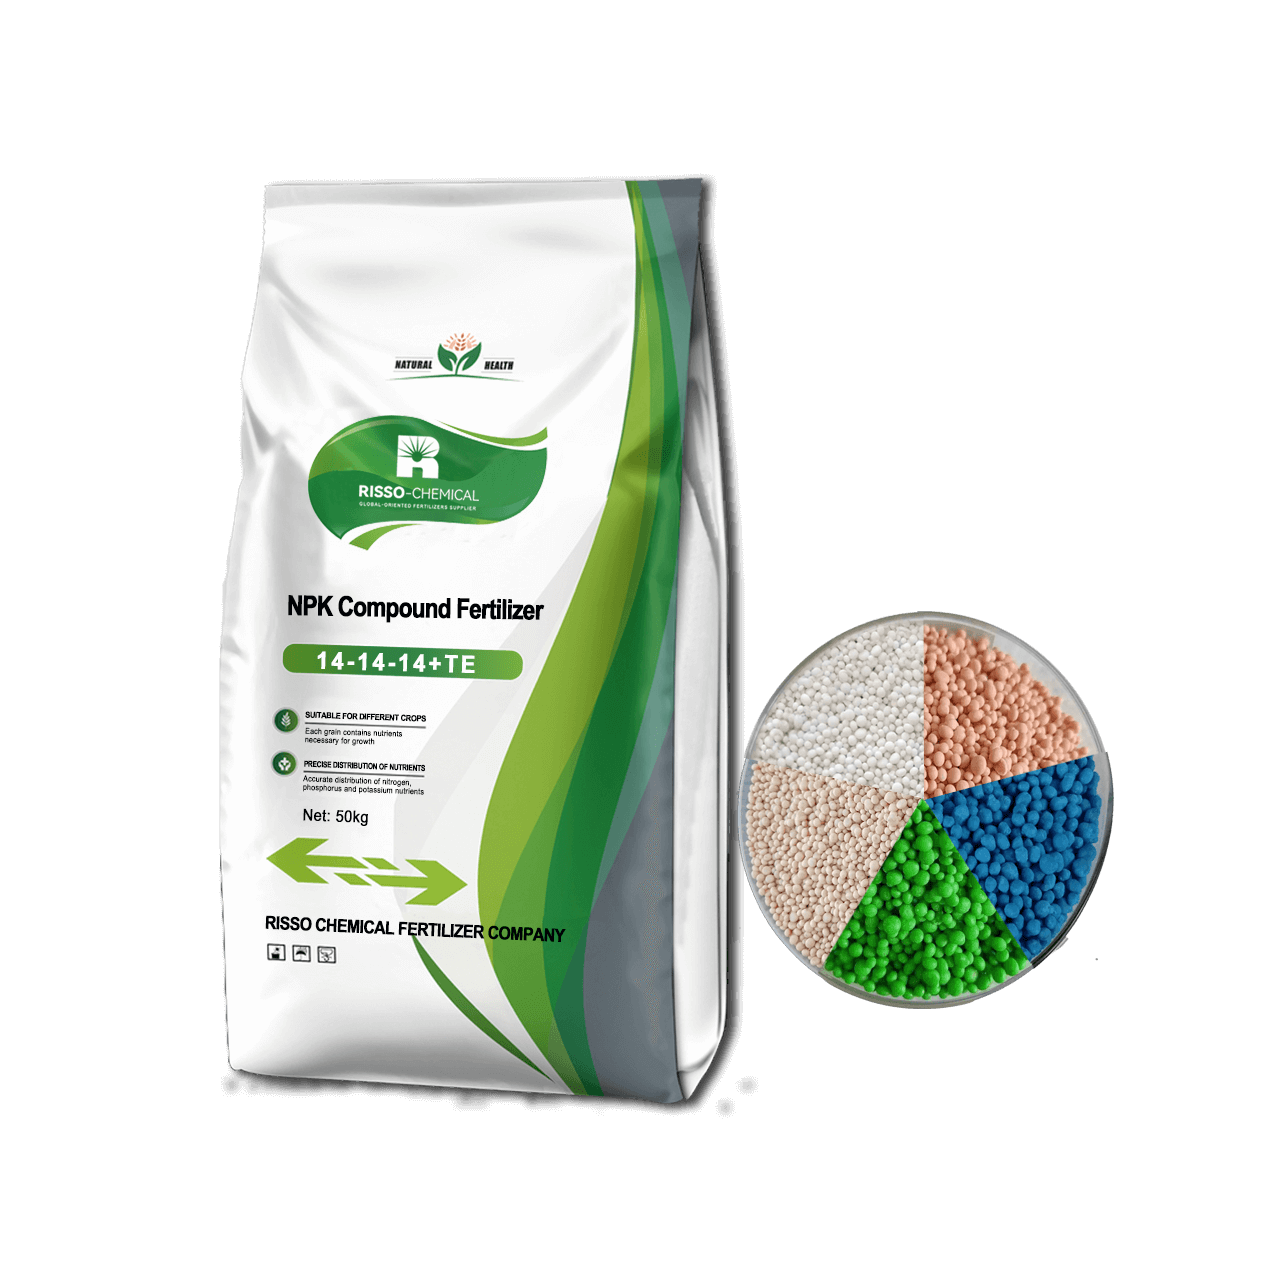 NATURAL HEALTH
RISSO-CHEMICAL
GLOBAL-ORIENTED FERTILIZERS SUPPLIER
NPK Compound Fertilizer
14-14-14+TE
SUITABLE FOR DIFFERENT CROPS
Each grain contains nutrients
necessary for growth
PRECISE DISTRIBUTION OF NUTRIENTS
Accurate distribution of nitrogen,
phosphorus and potassium nutrients
Net: 50kg
RISSO CHEMICAL FERTILIZER COMPANY